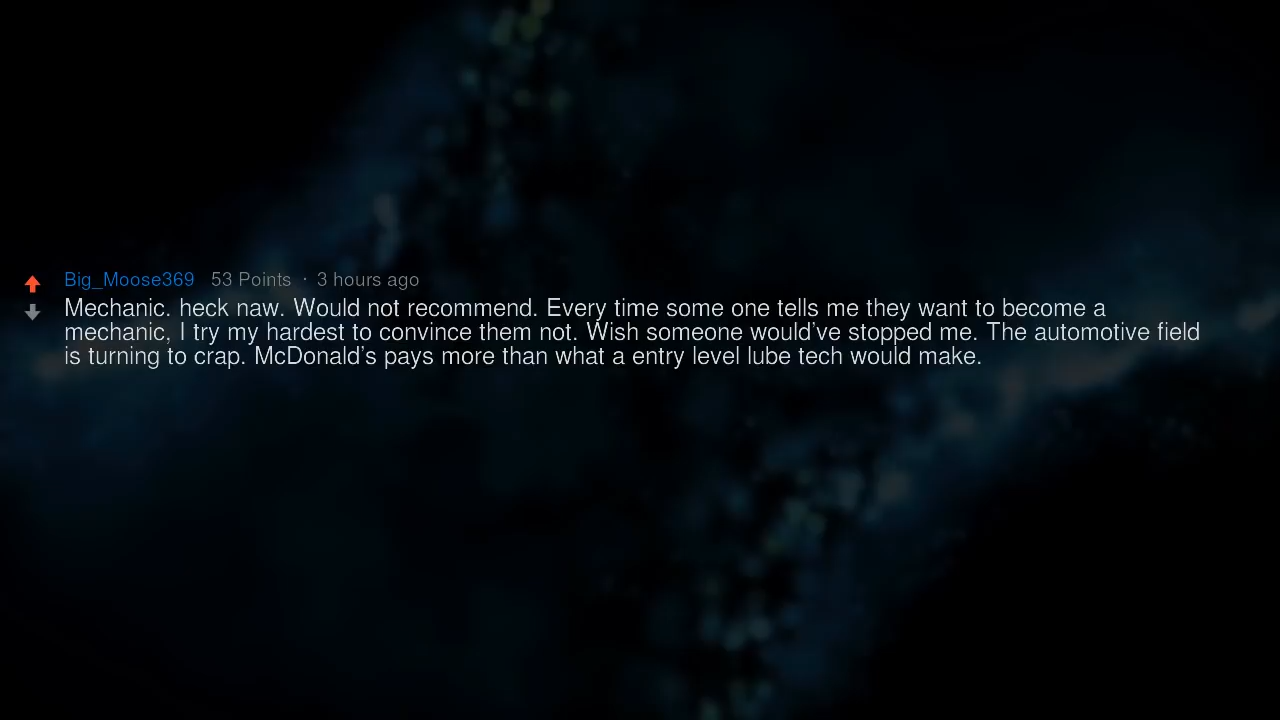 Big_Moose369 53 Points · 3 hours ago
Mechanic. heck naw. Would not recommend. Every time some one tells me they want to become a
mechanic, I try my hardest to convince them not. Wish someone would've stopped me. The automotive field
is turning to crap. McDonald's pays more than what a entry level lube tech would make.